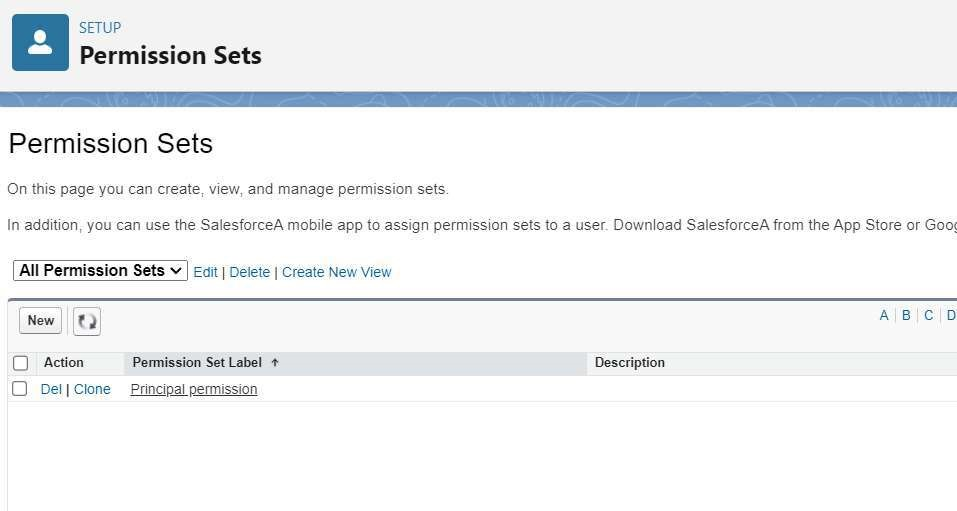 SETUP
Permission Sets
Permission Sets
On this page you can create, view, and manage permission sets.
In addition, you can use the SalesforceA mobile app to assign permission sets to a user. Download SalesforceA from the App Store or Goog
All Permission Sets Edit | Delete | Create New View
New A B C D
Action Permission Set Label ↑ Description
Del | Clone Principal permission